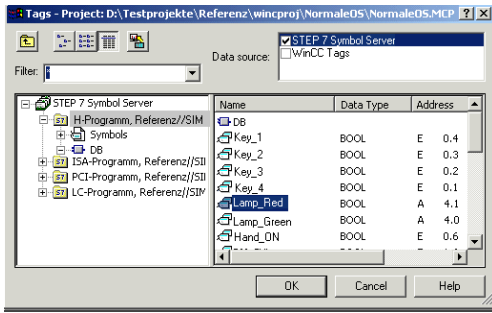 Tags - Project: D:\Testprojekte\Referenz\wincproj\NormaleOS\NormaleOS.MCP
Data source:
STEP 7 Symbol Server
WinCC Tags
Filter: *
STEP 7 Symbol Server
H-Programm, Referenz//SIM
Symbols
DB
ISA-Programm, Referenz//SI
PCI-Programm, Referenz//SI
LC-Programm, Referenz//SIM
Name Data Type Address
DB
Key_1 BOOL E 0.4
Key_2 BOOL E 0.3
Key_3 BOOL E 0.2
Key_4 BOOL E 0.1
Lamp_Red BOOL A 4.1
Lamp_Green BOOL A 4.0
Hand_ON BOOL E 0.6
OK Cancel Help